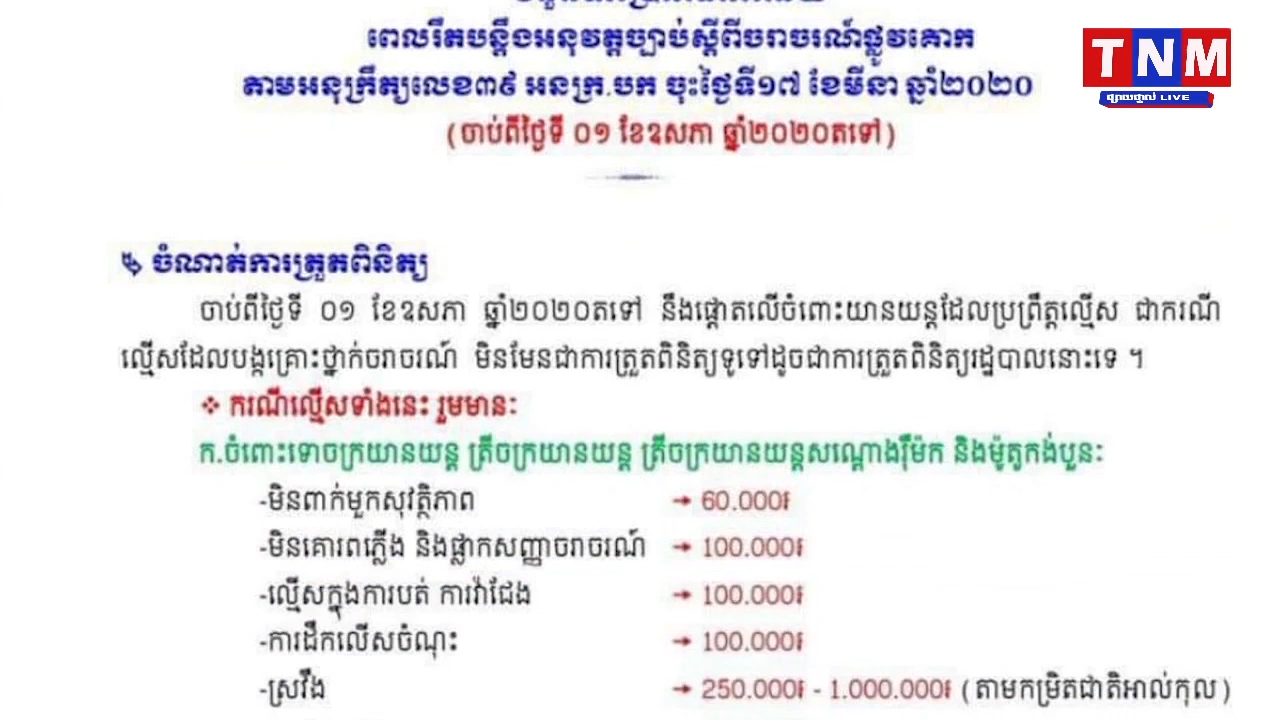 ពេលរឹតបន្តឹងអនុវត្តច្បាប់ស្តីពីចរាចរណ៍ផ្លូវគោក
តាមអនុក្រឹត្យលេខ៣៩ អនក្រ.បក ចុះថ្ងៃទី១៧ ខែមីនា ឆ្នាំ២០២០
(ចាប់ពីថ្ងៃទី ០១ ខែឧសភា ឆ្នាំ២០២០តទៅ)
TNM
ផ្សាយផ្ទាល់ LIVE
ចំណាត់ការត្រួតពិនិត្យ
ចាប់ពីថ្ងៃទី ០១ ខែឧសភា ឆ្នាំ២០២០តទៅ នឹងផ្តោតលើចំពោះយានយន្តដែលប្រព្រឹត្តល្មើស ជាករណី
ល្មើសដែលបង្កគ្រោះថ្នាក់ចរាចរណ៍ មិនមែនជាការត្រួតពិនិត្យទូទៅដូចជាការត្រួតពិនិត្យរដ្ឋបាលនោះទេ ។
❖ ករណីល្មើសទាំងនេះ រួមមានៈ
ក.ចំពោះទោចក្រយានយន្ត ត្រីចក្រយានយន្ត ត្រីចក្រយានយន្តសណ្តោងរ៉ឺម៉ក និងម៉ូតូកង់បួនៈ
-មិនពាក់មួកសុវត្ថិភាព → 60.000៛
-មិនគោរពភ្លើង និងផ្លាកសញ្ញាចរាចរណ៍ → 100.000៛
-ល្មើសក្នុងការបត់ ការវ៉ាជែង → 100.000៛
-ការដឹកលើសចំណុះ → 100.000៛
-ស្រវឹង → 250.000៛ - 1.000.000៛ (តាមកម្រិតជាតិអាល់កុល)